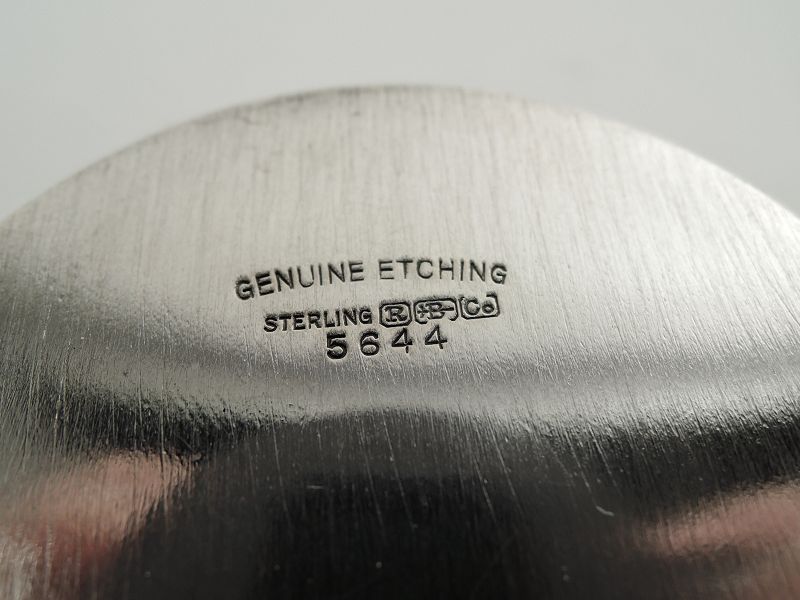 GENUINE ETCHING
STERLING R B Co
5644